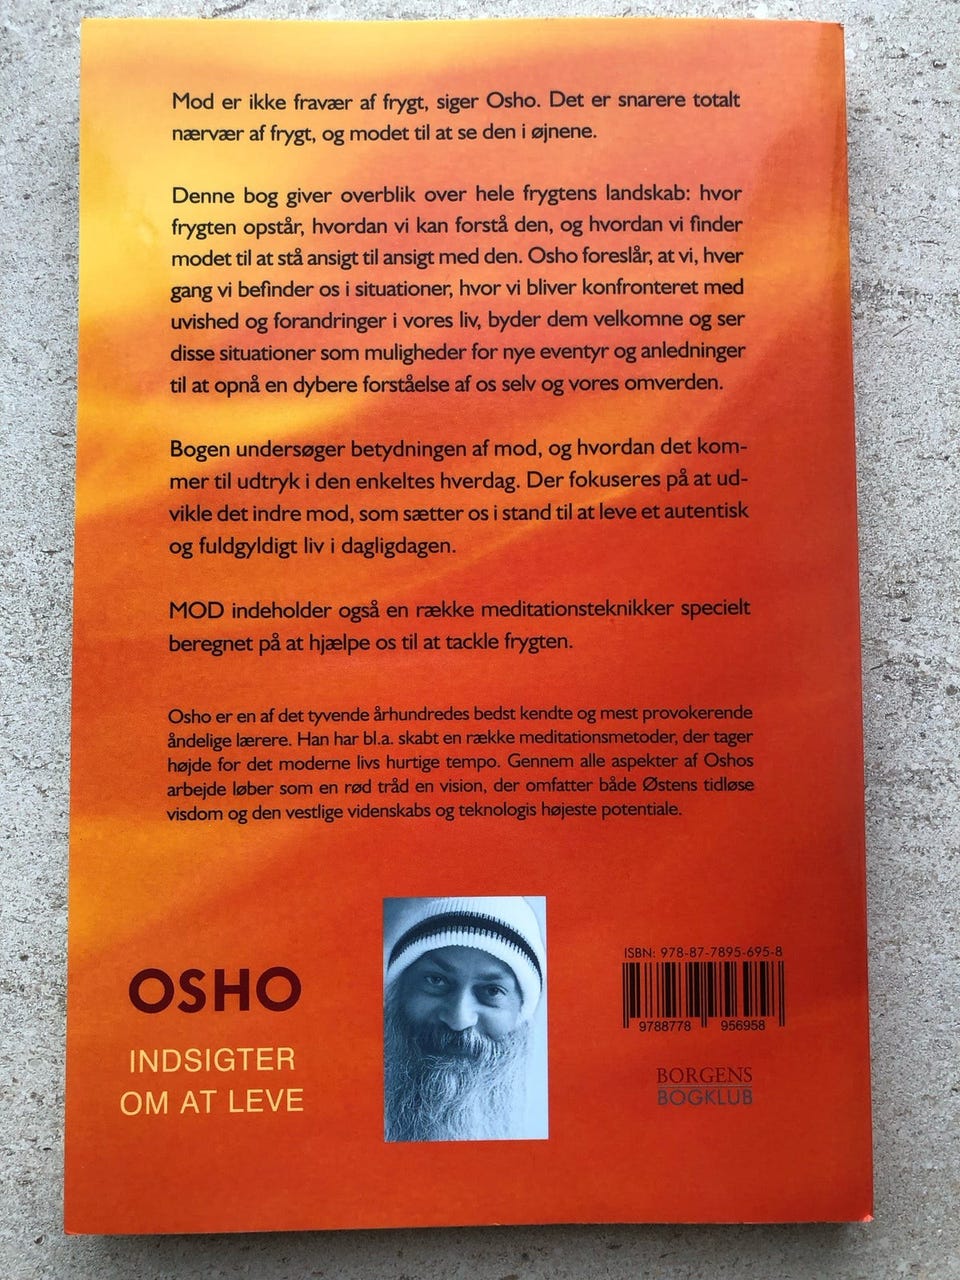 Mod er ikke fravær af frygt, siger Osho. Det er snarere totalt
nærvær af frygt, og modet til at se den i øjnene.
Denne bog giver overblik over hele frygtens landskab: hvor
frygten opstår, hvordan vi kan forstå den, og hvordan vi finder
modet til at stå ansigt til ansigt med den. Osho foreslår, at vi, hver
gang vi befinder os i situationer, hvor vi bliver konfronteret med
uvished og forandringer i vores liv, byder dem velkomne og ser
disse situationer som muligheder for nye eventyr og anledninger
til at opnå en dybere forståelse af os selv og vores omverden.
Bogen undersøger betydningen af mod, og hvordan det kom-
mer til udtryk i den enkeltes hverdag. Der fokuseres på at ud-
vikle det indre mod, som sætter os i stand til at leve et autentisk
og fuldgyldigt liv i dagligdagen.
MOD indeholder også en række meditationsteknikker specielt
beregnet på at hjælpe os til at tackle frygten.
Osho er en af det tyvende århundredes bedst kendte og mest provokerende
åndelige lærere. Han har bl.a. skabt en række meditationsmetoder, der tager
højde for det moderne livs hurtige tempo. Gennem alle aspekter af Oshos
arbejde løber som en rød tråd en vision, der omfatter både Østens tidløse
visdom og den vestlige videnskabs og teknologis højeste potentiale.
OSHO
INDSIGTER
OM AT LEVE
ISBN: 978-87-7895-695-8
9788778 956958
BORGENS
BOGKLUB